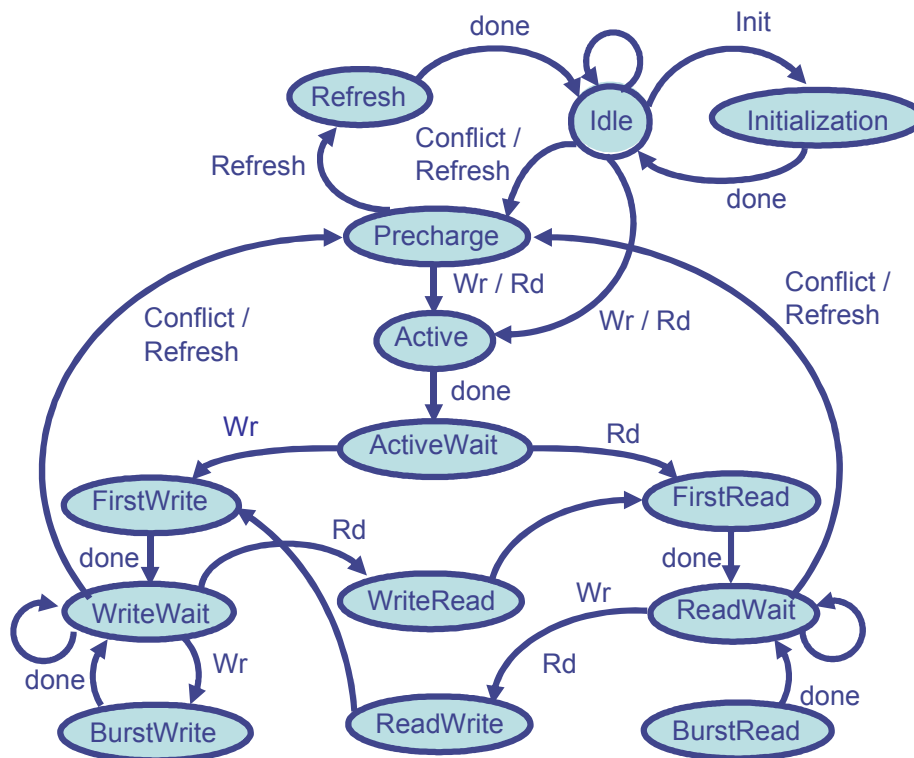 done
Init
Refresh
Idle
Initialization
Conflict /
Refresh
Refresh
done
Precharge
Wr / Rd
Conflict /
Refresh
Conflict /
Refresh
Wr / Rd
Active
done
Wr
ActiveWait
Rd
FirstWrite
FirstRead
Rd
done
done
WriteWait
WriteRead
Wr
ReadWait
Wr
Rd
done
done
BurstWrite
ReadWrite
BurstRead